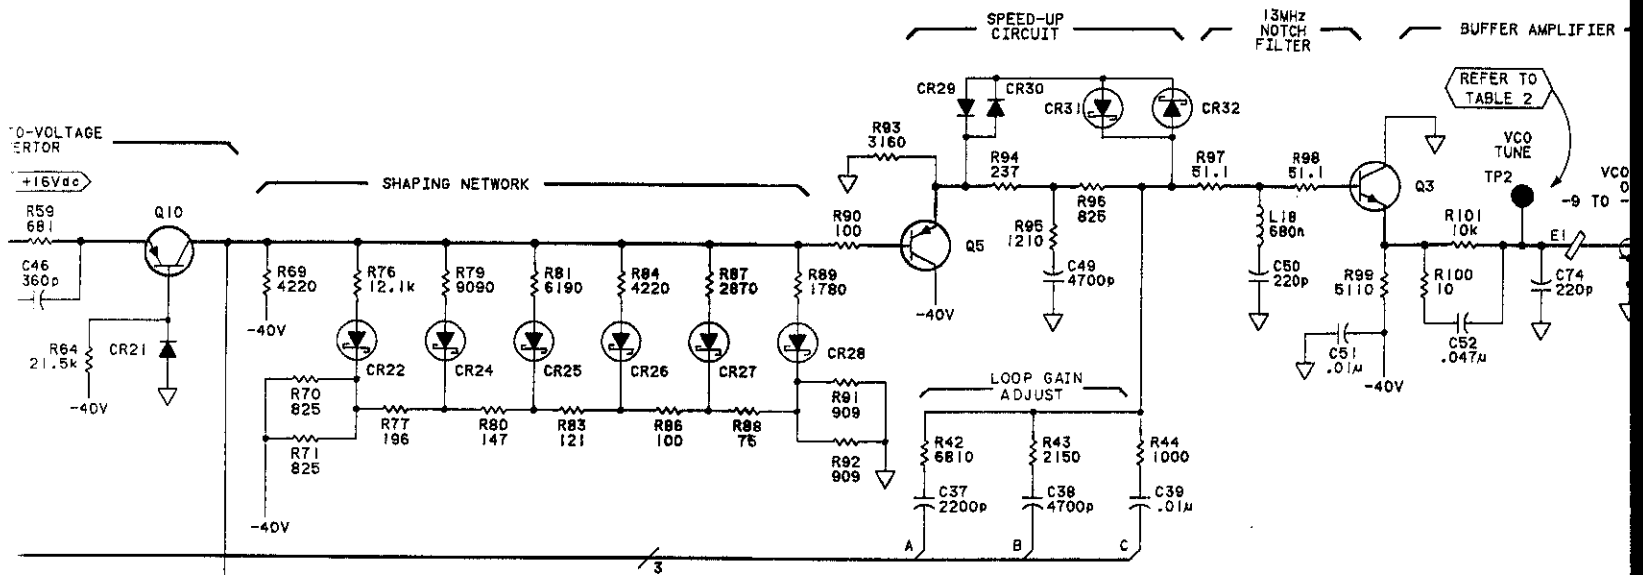 SPEED-UP
CIRCUIT
13MHz
NOTCH
FILTER
BUFFER AMPLIFIER
REFER TO
TABLE 2
CR29
CR30
CR31
CR32
TO-VOLTAGE
ERTOR
+16Vdc
SHAPING NETWORK
R93
3160
R94
237
R97
51.1
R98
51.1
Q3
VCO
TUNE
TP2
VCO
-9 TO -
R59
681
Q10
R90
100
Q5
R95
1210
R96
825
L18
680n
R101
10k
E1
C46
360p
R69
4220
R76
12.1k
R79
9090
R81
6190
R84
4220
R87
2870
R89
1780
C49
4700p
C50
220p
R99
5110
R100
10
C74
220p
-40V
-40V
R64
21.5k
CR21
CR22
CR24
CR25
CR26
CR27
CR28
C51
.01µ
C52
.047µ
-40V
-40V
R70
825
R77
196
R80
147
R83
121
R86
100
R88
75
R91
909
LOOP GAIN
ADJUST
R71
825
R92
909
R42
6810
R43
2150
R44
1000
-40V
C37
2200p
C38
4700p
C39
.01µ
A
B
C
3